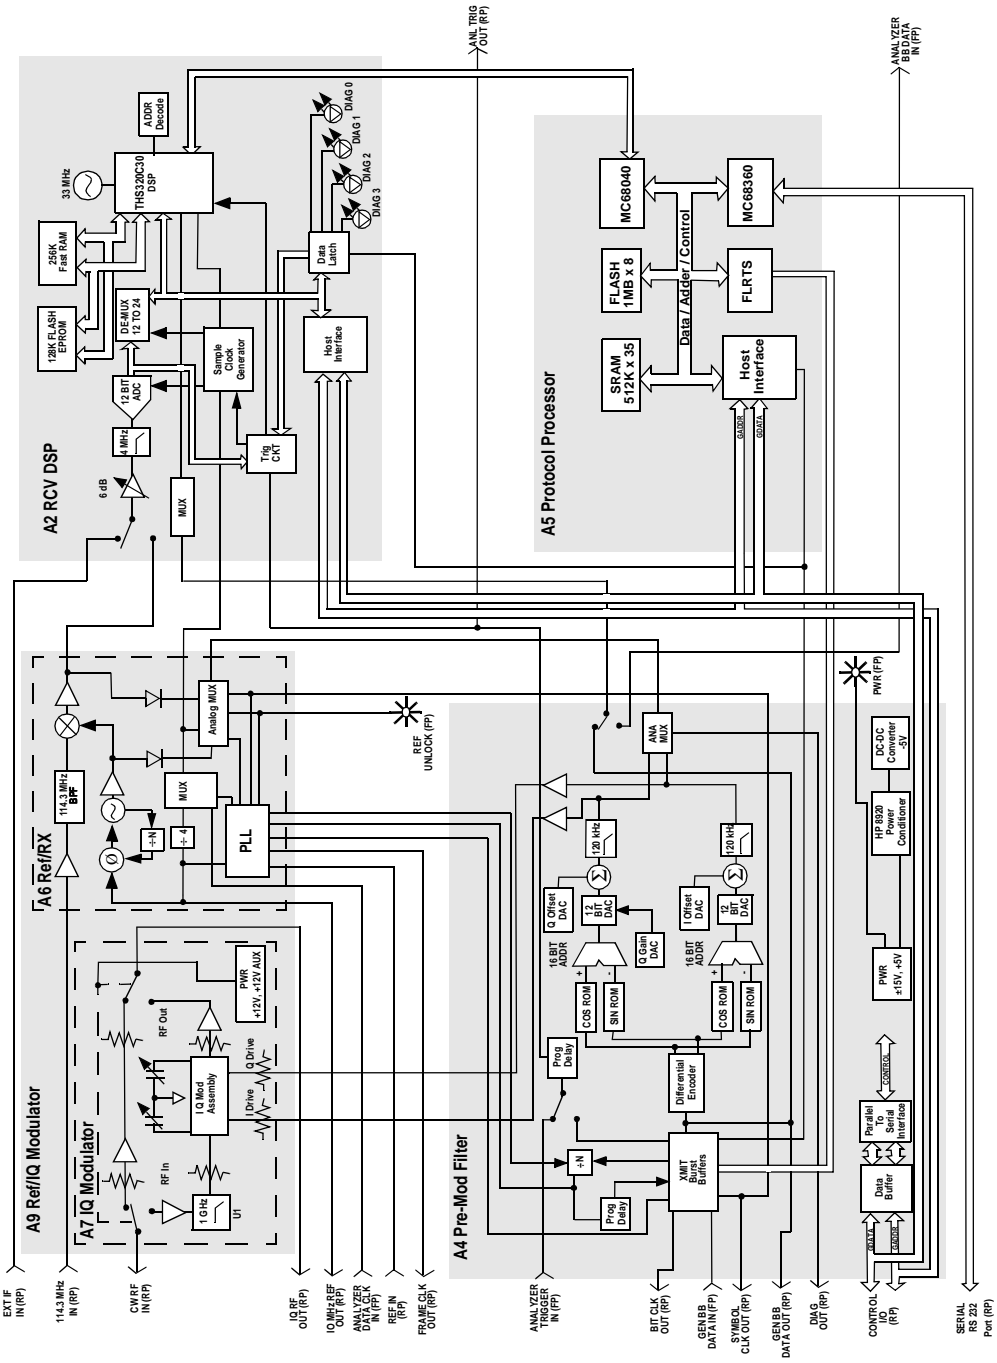 EXT IF
IN (RP)
114.3 MHz
IN (RP)
CW RF
IN (RP)
IQ RF
OUT (RP)
IO MHz REF
OUT (RP)
ANALYZER
DATA CLK
IN (FP)
REF IN
(RP)
FRAME CLK
OUT (RP)
ANALYZER
TRIGGER
IN (FP)
BIT CLK
OUT (RP)
GEN BB
DATA IN (FP)
SYMBOL
CLK OUT (RP)
GEN BB
DATA OUT (RP)
DIAG
OUT (RP)
CONTROL
IO
(RP)
SERIAL
RS 232
Port (RP)
A9 Ref/IQ Modulator
A7 IQ Modulator
RF In
1 GHz
U1
I Q Mod
Assembly
I Drive
Q Drive
RF Out
PWR
+12V, +12V AUX
A6 Ref/RX
114.3 MHz
BPF
Ø
÷N
÷ 4
MUX
PLL
Analog MUX
REF
UNLOCK (FP)
A2 RCV DSP
6 dB
4 MHz
12 BIT
ADC
MUX
DE-MUX
12 TO 24
128K FLASH
EPROM
256K
Fast RAM
33 MHz
THS320C30
DSP
ADDR
Decode
Sample
Clock
Generator
Trig
CKT
Host
Interface
Data
Latch
DIAG 0
DIAG 1
DIAG 2
DIAG 3
ANL TRIG
OUT (RP)
ANALYZER
BB DATA
IN (FP)
A5 Protocol Processor
SRAM
512K x 35
FLASH
1MB x 8
MC68040
Data / Adder / Control
Host
Interface
FLRTS
MC68360
GADDR
GDATA
A4 Pre-Mod Filter
÷N
Prog
Delay
Prog
Delay
XMIT
Burst
Buffers
Differential
Encoder
COS ROM
SIN ROM
COS ROM
SIN ROM
+
-
+
-
16 BIT
ADDR
16 BIT
ADDR
12
BIT
DAC
12
BIT
DAC
Q Gain
DAC
Q Offset
DAC
I Offset
DAC
Σ
Σ
120 kHz
120 kHz
ANA
MUX
PWR (FP)
DC-DC
Converter
-5V
HP 8920
Power
Conditioner
PWR
±15V, +5V
CONTROL
Parallel
To
Serial
Interface
Data
Buffer
GDATA
GADDR